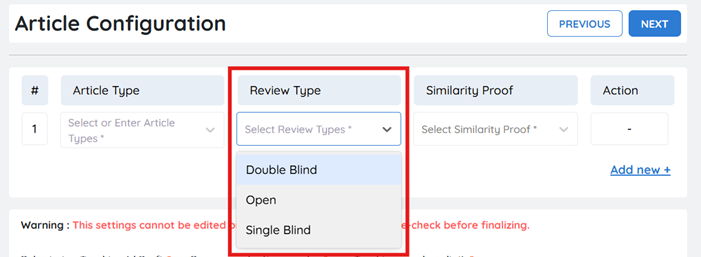 Article Configuration
PREVIOUS
NEXT
# Article Type Review Type Similarity Proof Action
1 Select or Enter Article Types * Select Review Types * Select Similarity Proof * -
Double Blind
Open
Single Blind
Add new +
Warning : This settings cannot be edited e-check before finalizing.